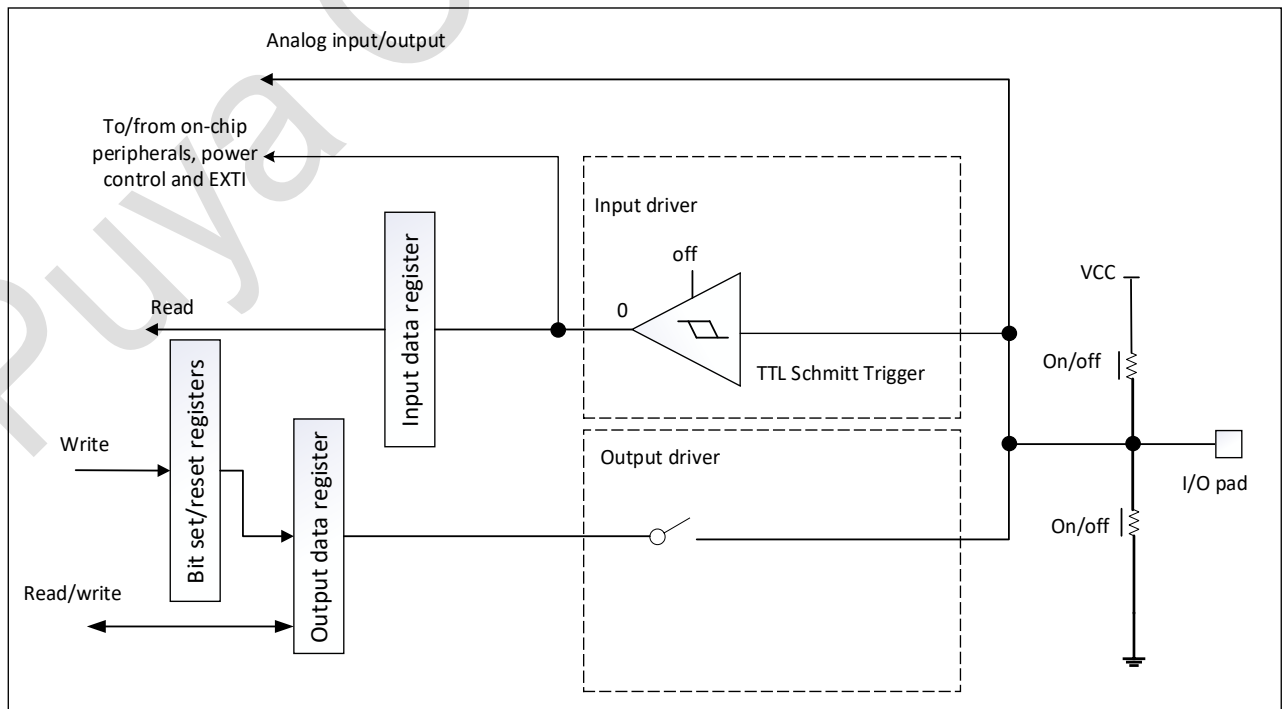 Puya
Analog input/output
To/from on-chip
peripherals, power
control and EXTI
Input driver
off
0
TTL Schmitt Trigger
Read
Input data register
Bit set/reset registers
Write
Output data register
Read/write
Output driver
VCC
On/off
I/O pad
On/off